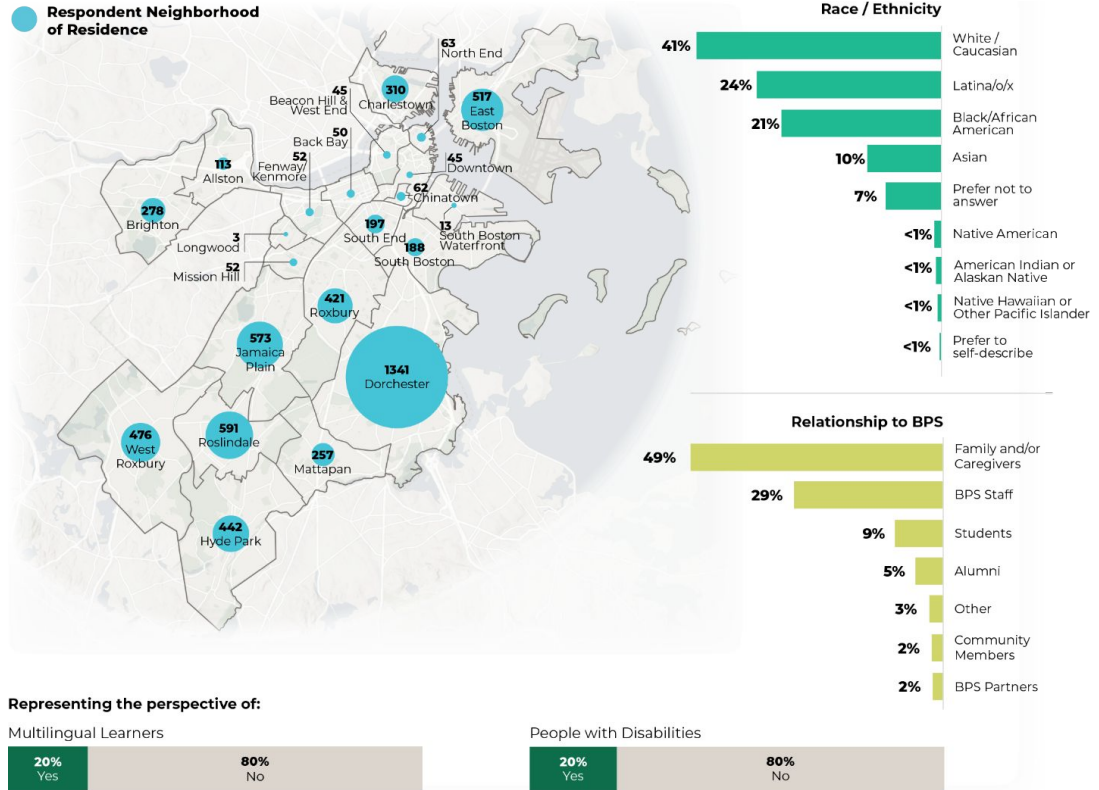 Respondent Neighborhood
of Residence
63
North End
45
Beacon Hill &
West End
310
Charlestown
517
East
Boston
50
Back Bay
52
Fenway/
Kenmore
113
Allston
45
Downtown
62
Chinatown
278
Brighton
3
Longwood
197
South End
13
South Boston
Waterfront
188
South Boston
52
Mission Hill
421
Roxbury
573
Jamaica
Plain
1341
Dorchester
476
West
Roxbury
591
Roslindale
257
Mattapan
442
Hyde Park
Race / Ethnicity
41%
White /
Caucasian
24%
Latina/o/x
21%
Black/African
American
10%
Asian
7%
Prefer not to
answer
<1%
Native American
<1%
American Indian or
Alaskan Native
<1%
Native Hawaiian or
Other Pacific Islander
<1%
Prefer to
self-describe
Relationship to BPS
49%
Family and/or
Caregivers
29%
BPS Staff
9%
Students
5%
Alumni
3%
Other
2%
Community
Members
2%
BPS Partners
Representing the perspective of:
Multilingual Learners
20%
Yes
80%
No
People with Disabilities
20%
Yes
80%
No